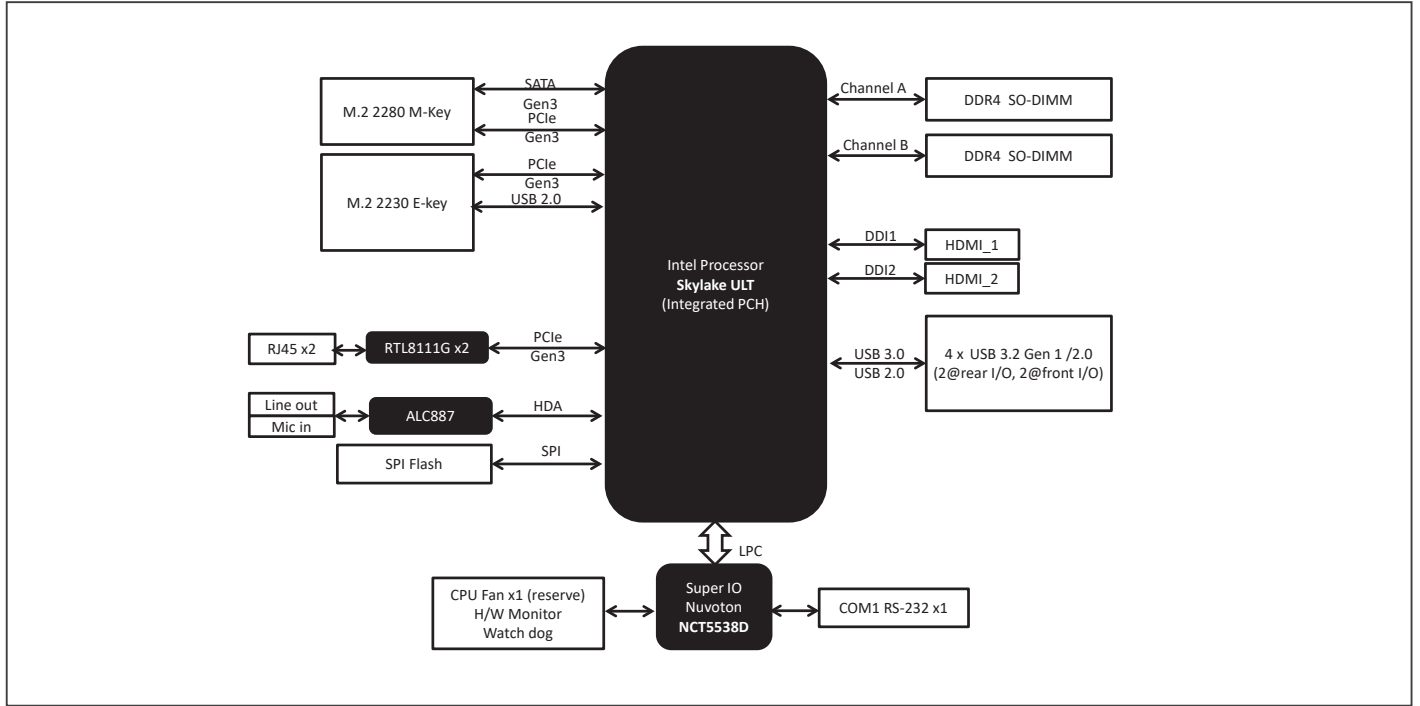 SATA
Gen3
M.2 2280 M-Key
PCIe
Gen3
PCIe
Gen3
M.2 2230 E-key
USB 2.0
Channel A
DDR4 SO-DIMM
Channel B
DDR4 SO-DIMM
DDI1
HDMI_1
DDI2
HDMI_2
Intel Processor
Skylake ULT
(Integrated PCH)
RJ45 x2
RTL8111G x2
PCIe
Gen3
USB 3.0
USB 2.0
4 x USB 3.2 Gen 1 /2.0
(2@rear I/O, 2@front I/O)
Line out
Mic in
ALC887
HDA
SPI Flash
SPI
LPC
CPU Fan x1 (reserve)
H/W Monitor
Watch dog
Super IO
Nuvoton
NCT5538D
COM1 RS-232 x1